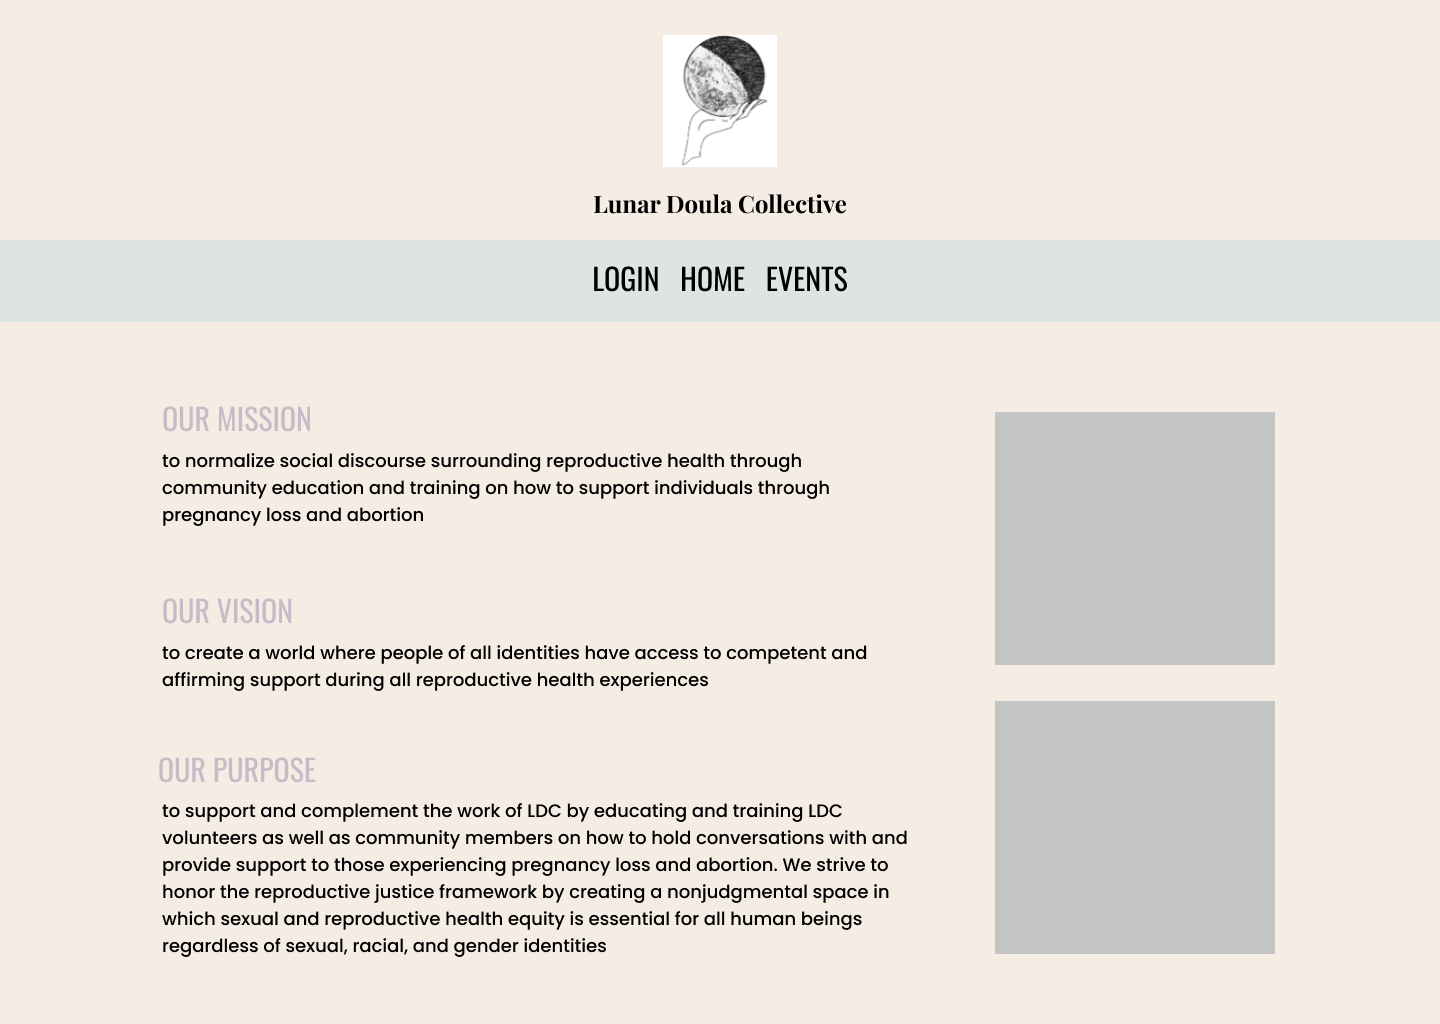 Lunar Doula Collective
LOGIN HOME EVENTS
OUR MISSION
to normalize social discourse surrounding reproductive health through
community education and training on how to support individuals through
pregnancy loss and abortion
OUR VISION
to create a world where people of all identities have access to competent and
affirming support during all reproductive health experiences
OUR PURPOSE
to support and complement the work of LDC by educating and training LDC
volunteers as well as community members on how to hold conversations with and
provide support to those experiencing pregnancy loss and abortion. We strive to
honor the reproductive justice framework by creating a nonjudgmental space in
which sexual and reproductive health equity is essential for all human beings
regardless of sexual, racial, and gender identities